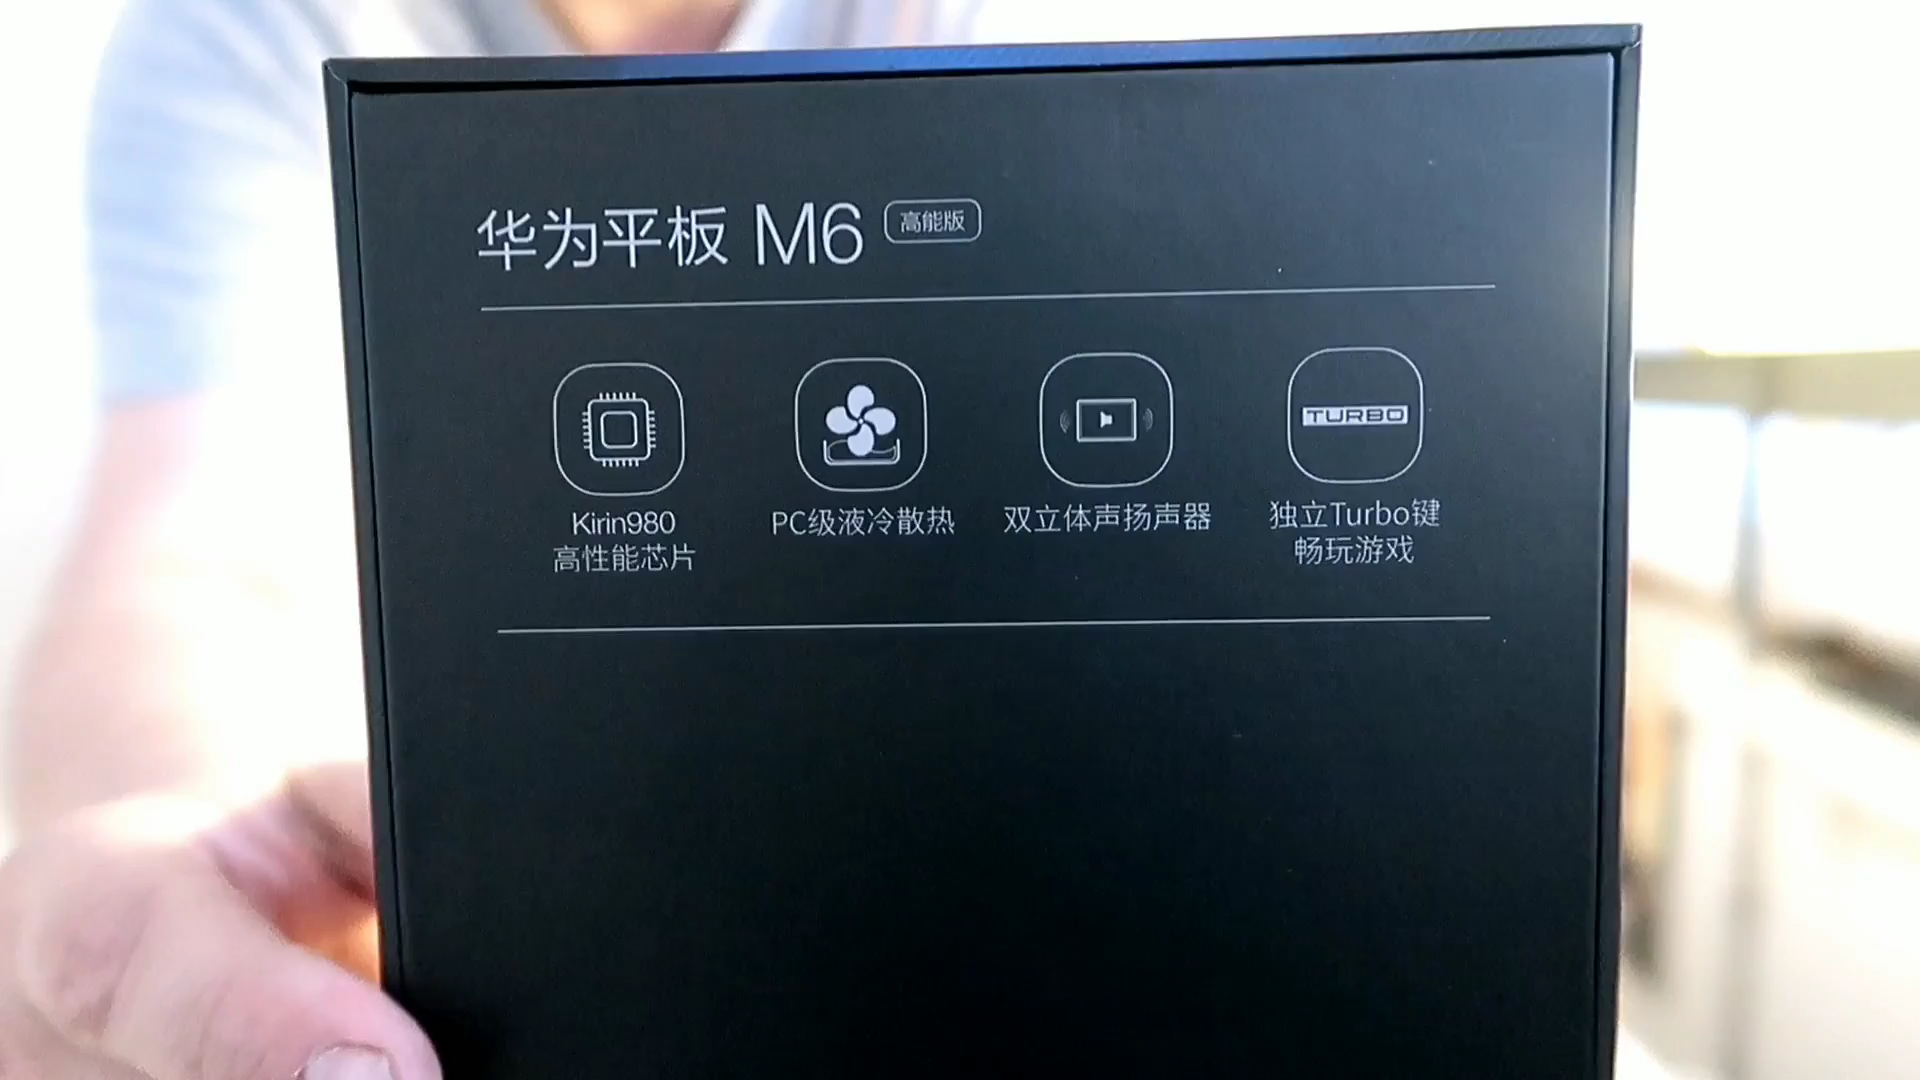 华为平板 M6 高能版
TURBO
Kirin980
高性能芯片
PC级液冷散热
双立体声扬声器
独立Turbo键
畅玩游戏